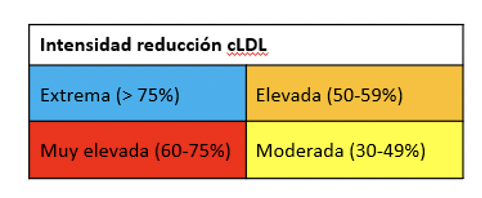 Intensidad reducción cLDL
Extrema (> 75%)
Elevada (50-59%)
Muy elevada (60-75%)
Moderada (30-49%)